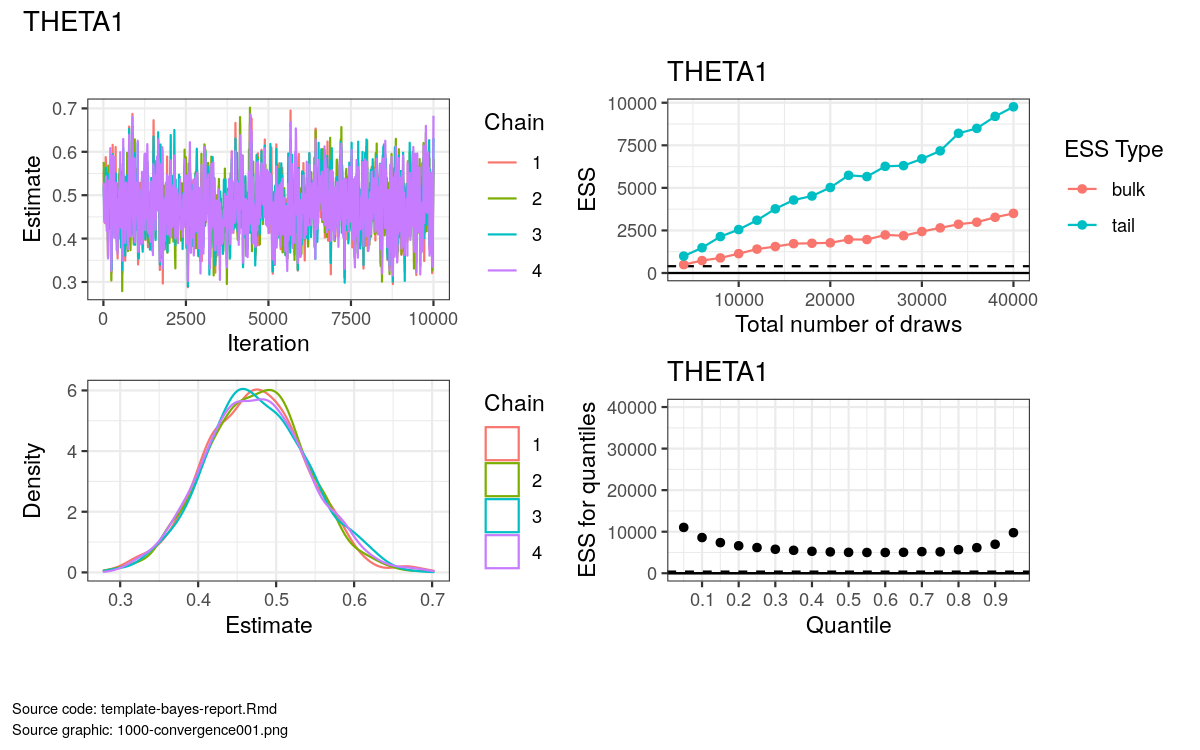 THETA1
0.7
0.6
0.5
0.4
0.3
Estimate
0 2500 5000 7500 10000
Iteration
Chain
1
2
3
4
THETA1
10000
7500
5000
2500
0
ESS
10000 20000 30000 40000
Total number of draws
ESS Type
bulk
tail
6
4
2
0
Density
0.3 0.4 0.5 0.6 0.7
Estimate
Chain
1
2
3
4
THETA1
40000
30000
20000
10000
0
ESS for quantiles
0.1 0.2 0.3 0.4 0.5 0.6 0.7 0.8 0.9
Quantile
Source code: template-bayes-report.Rmd
Source graphic: 1000-convergence001.png